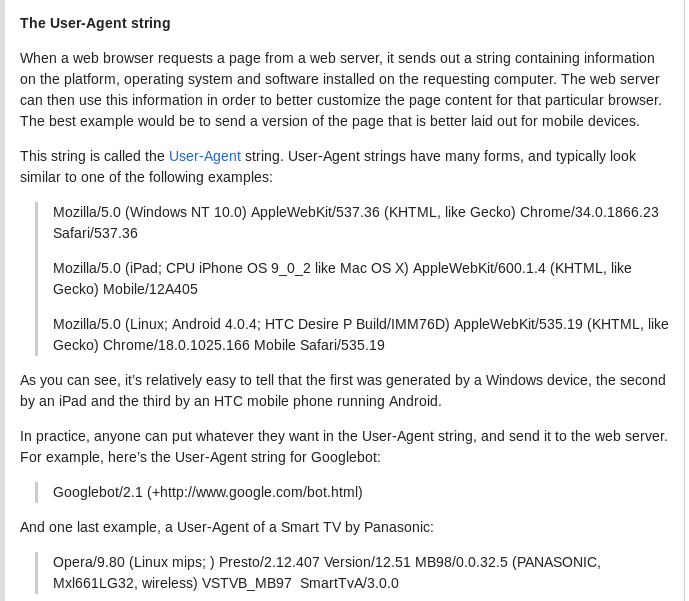 The User-Agent string
When a web browser requests a page from a web server, it sends out a string containing information
on the platform, operating system and software installed on the requesting computer. The web server
can then use this information in order to better customize the page content for that particular browser.
The best example would be to send a version of the page that is better laid out for mobile devices.
This string is called the User-Agent string. User-Agent strings have many forms, and typically look
similar to one of the following examples:
Mozilla/5.0 (Windows NT 10.0) AppleWebKit/537.36 (KHTML, like Gecko) Chrome/34.0.1866.23
Safari/537.36
Mozilla/5.0 (iPad; CPU iPhone OS 9_0_2 like Mac OS X) AppleWebKit/600.1.4 (KHTML, like
Gecko) Mobile/12A405
Mozilla/5.0 (Linux; Android 4.0.4; HTC Desire P Build/IMM76D) AppleWebKit/535.19 (KHTML, like
Gecko) Chrome/18.0.1025.166 Mobile Safari/535.19
As you can see, it’s relatively easy to tell that the first was generated by a Windows device, the second
by an iPad and the third by an HTC mobile phone running Android.
In practice, anyone can put whatever they want in the User-Agent string, and send it to the web server.
For example, here’s the User-Agent string for Googlebot:
Googlebot/2.1 (+http://www.google.com/bot.html)
And one last example, a User-Agent of a Smart TV by Panasonic:
Opera/9.80 (Linux mips; ) Presto/2.12.407 Version/12.51 MB98/0.0.32.5 (PANASONIC,
Mxl661LG32, wireless) VSTVB_MB97  SmartTvA/3.0.0